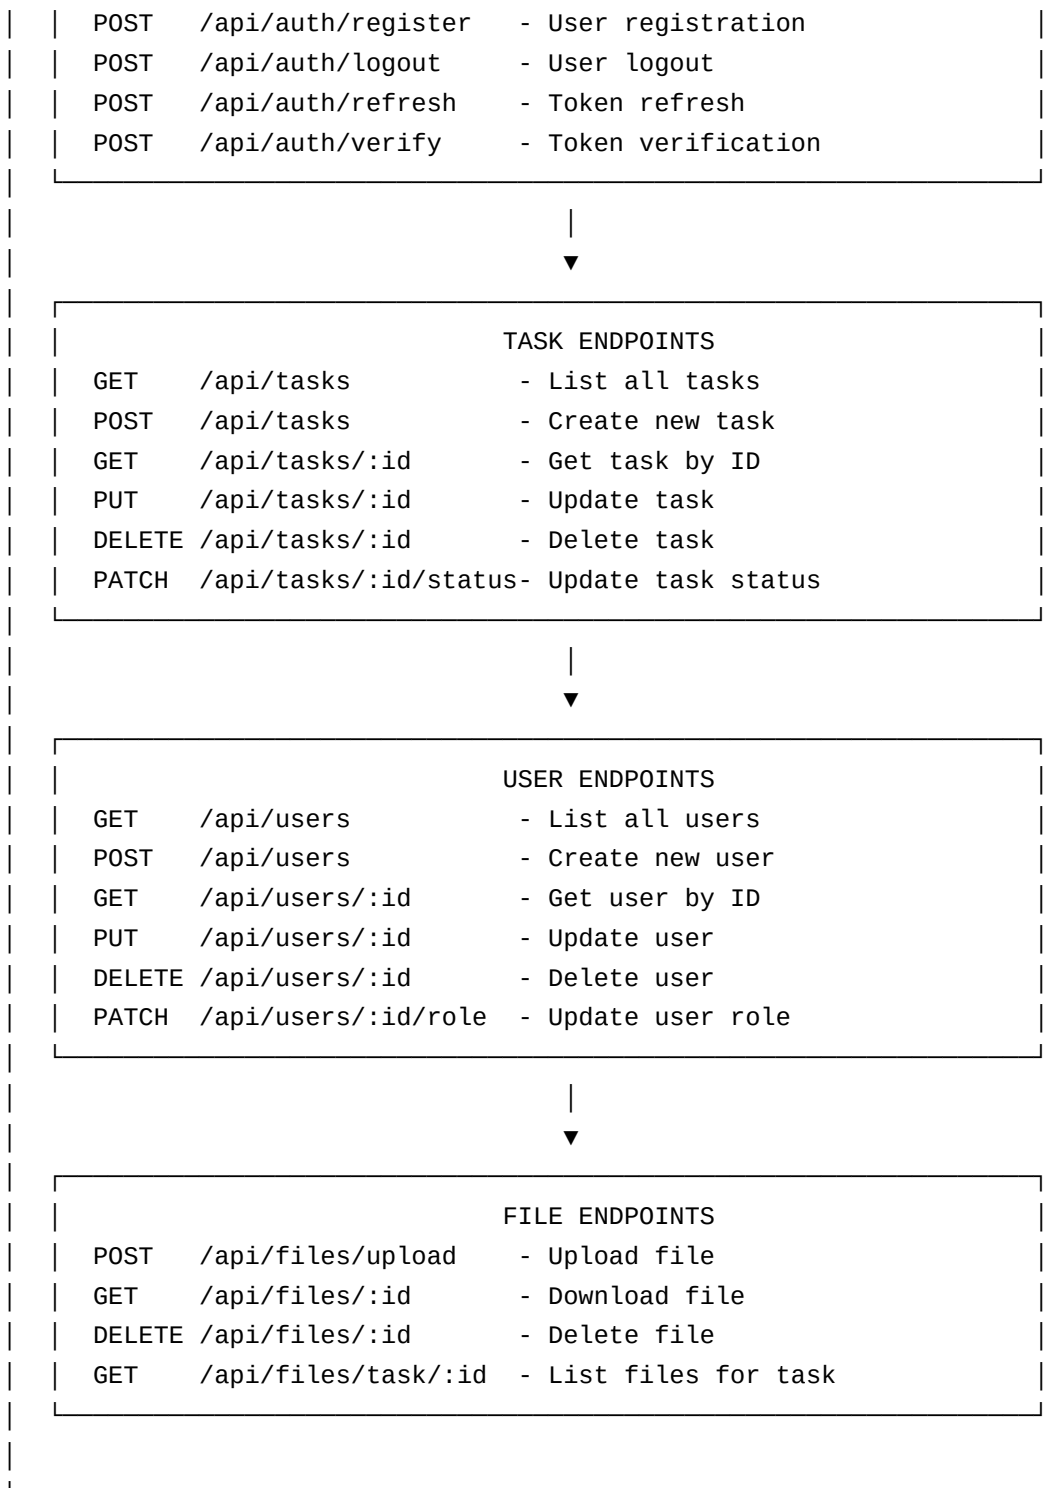 POST /api/auth/register - User registration
POST /api/auth/logout - User logout
POST /api/auth/refresh - Token refresh
POST /api/auth/verify - Token verification
TASK ENDPOINTS
GET /api/tasks - List all tasks
POST /api/tasks - Create new task
GET /api/tasks/:id - Get task by ID
PUT /api/tasks/:id - Update task
DELETE /api/tasks/:id - Delete task
PATCH /api/tasks/:id/status- Update task status
USER ENDPOINTS
GET /api/users - List all users
POST /api/users - Create new user
GET /api/users/:id - Get user by ID
PUT /api/users/:id - Update user
DELETE /api/users/:id - Delete user
PATCH /api/users/:id/role - Update user role
FILE ENDPOINTS
POST /api/files/upload - Upload file
GET /api/files/:id - Download file
DELETE /api/files/:id - Delete file
GET /api/files/task/:id - List files for task